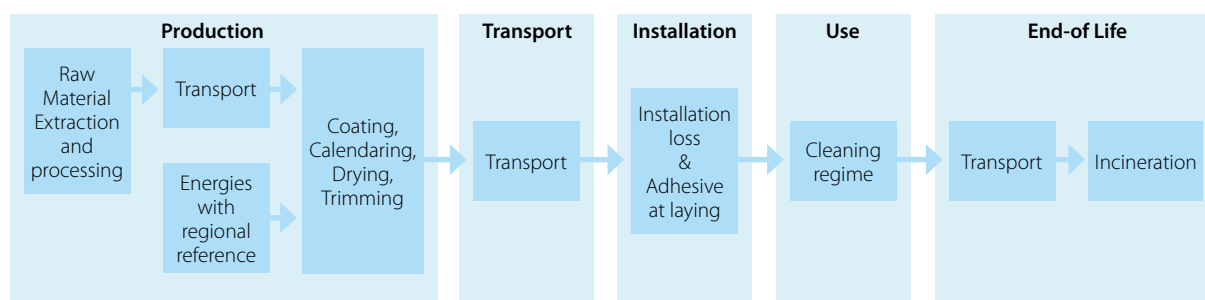 Production
Raw
Material
Extraction
and
processing
Transport
Energies
with
regional
reference
Coating,
Calendaring,
Drying,
Trimming
Transport
Transport
Installation
Installation
loss
&
Adhesive
at laying
Use
Cleaning
regime
End-of Life
Transport
Incineration